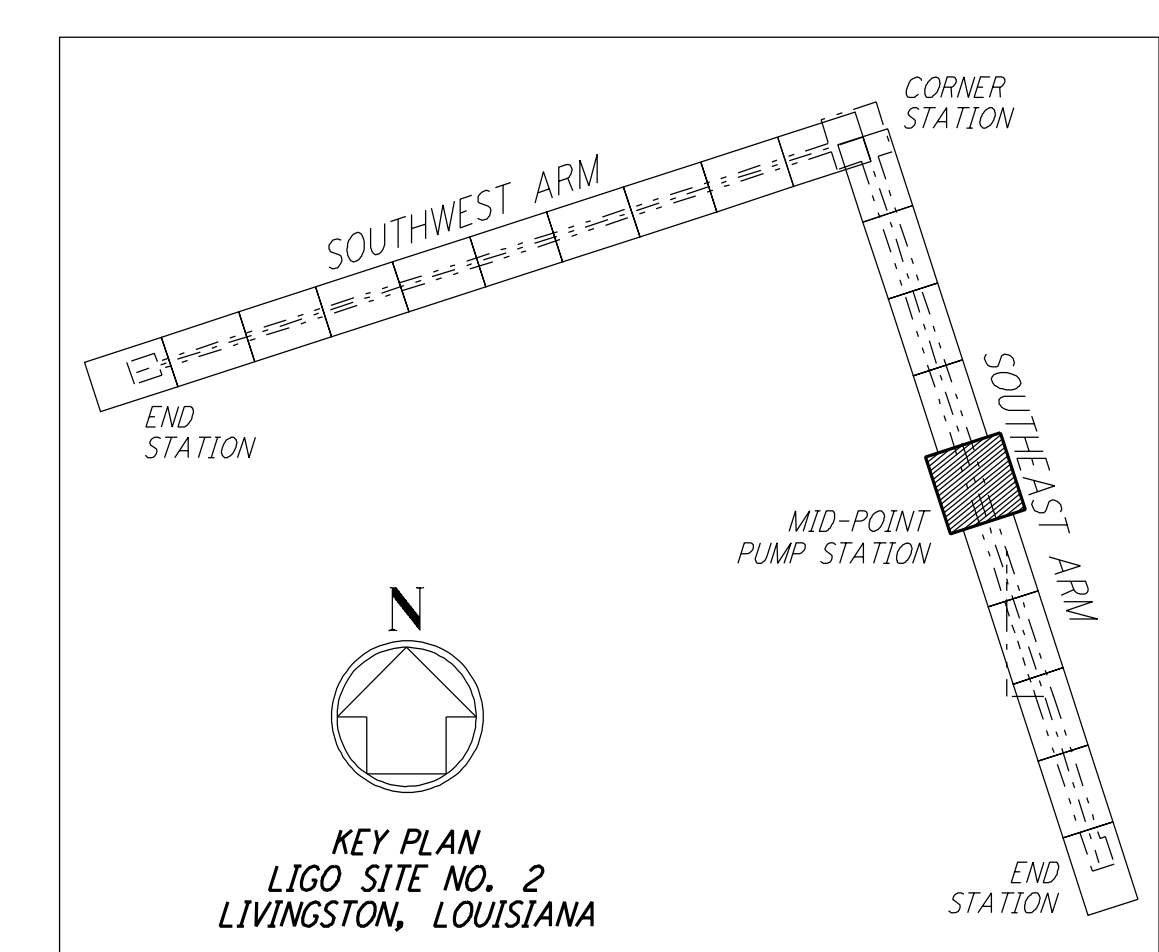 CORNER
STATION
SOUTHWEST ARM
END
STATION
SOUTHEAST ARM
MID-POINT
PUMP STATION
N
KEY PLAN
LIGO SITE NO. 2
LIVINGSTON, LOUISIANA
END
STATION